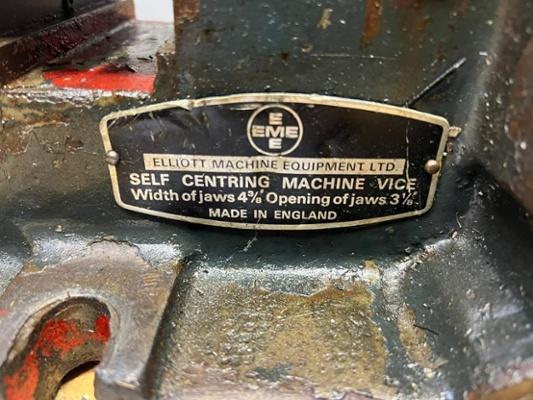 E
EME
E
ELLIOTT MACHINE EQUIPMENT LTD.
SELF CENTRING MACHINE VICE
Width of jaws 4⅝" Opening of jaws 3⅛"
MADE IN ENGLAND